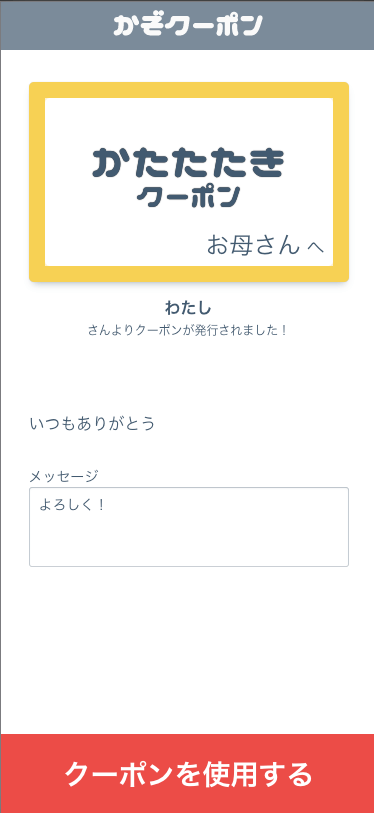 かぞクーポン
かたたたき
クーポン
お母さん へ
わたし
さんよりクーポンが発行されました！
いつもありがとう
メッセージ
よろしく！
クーポンを使用する